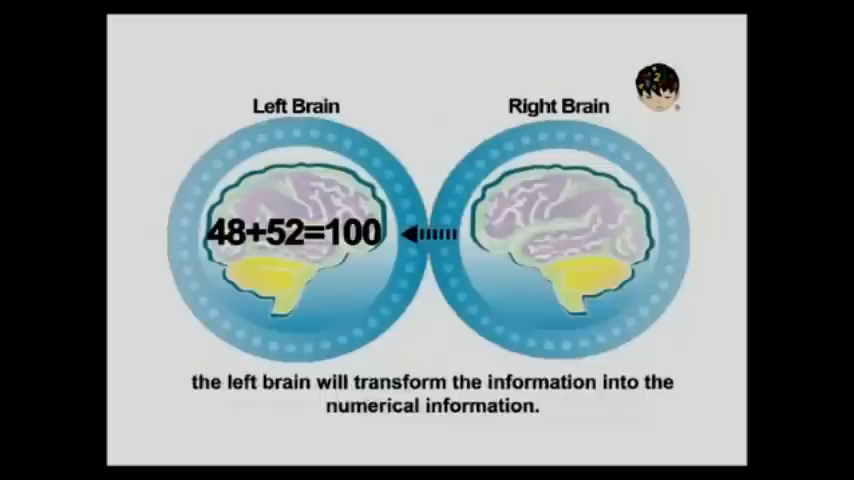 Left Brain
Right Brain
48+52=100
the left brain will transform the information into the
numerical information.